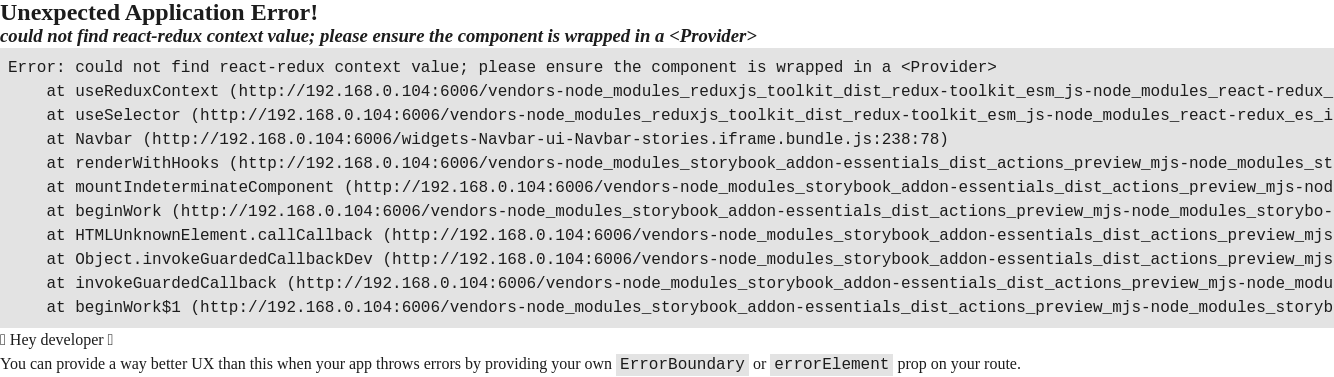 Unexpected Application Error!
could not find react-redux context value; please ensure the component is wrapped in a <Provider>
Error: could not find react-redux context value; please ensure the component is wrapped in a <Provider>
    at useReduxContext (http://192.168.0.104:6006/vendors-node_modules_reduxjs_toolkit_dist_redux-toolkit_esm_js-node_modules_react-redux_
    at useSelector (http://192.168.0.104:6006/vendors-node_modules_reduxjs_toolkit_dist_redux-toolkit_esm_js-node_modules_react-redux_es_i
    at Navbar (http://192.168.0.104:6006/widgets-Navbar-ui-Navbar-stories.iframe.bundle.js:238:78)
    at renderWithHooks (http://192.168.0.104:6006/vendors-node_modules_storybook_addon-essentials_dist_actions_preview_mjs-node_modules_st
    at mountIndeterminateComponent (http://192.168.0.104:6006/vendors-node_modules_storybook_addon-essentials_dist_actions_preview_mjs-nod
    at beginWork (http://192.168.0.104:6006/vendors-node_modules_storybook_addon-essentials_dist_actions_preview_mjs-node_modules_storybo-
    at HTMLUnknownElement.callCallback (http://192.168.0.104:6006/vendors-node_modules_storybook_addon-essentials_dist_actions_preview_mjs
    at Object.invokeGuardedCallbackDev (http://192.168.0.104:6006/vendors-node_modules_storybook_addon-essentials_dist_actions_preview_mjs
    at invokeGuardedCallback (http://192.168.0.104:6006/vendors-node_modules_storybook_addon-essentials_dist_actions_preview_mjs-node_modu
    at beginWork$1 (http://192.168.0.104:6006/vendors-node_modules_storybook_addon-essentials_dist_actions_preview_mjs-node_modules_storyb
Hey developer
You can provide a way better UX than this when your app throws errors by providing your own ErrorBoundary or errorElement prop on your route.